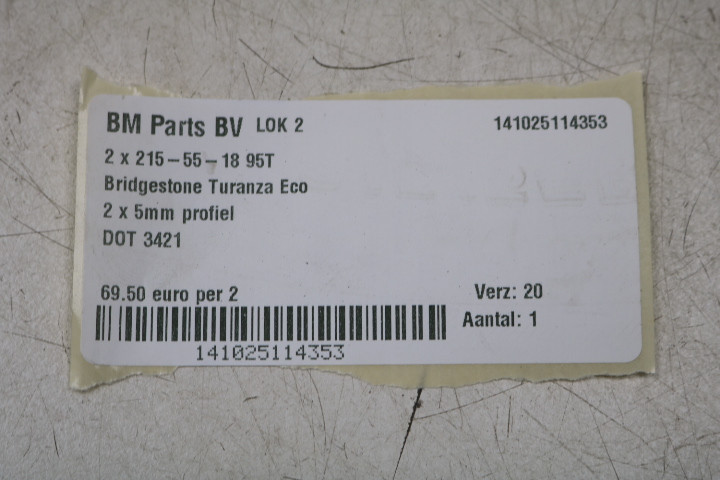 BM Parts BV LOK 2 141025114353
2 x 215-55-18 95T
Bridgestone Turanza Eco
2 x 5mm profiel
DOT 3421
69.50 euro per 2 Verz: 20
Aantal: 1
141025114353